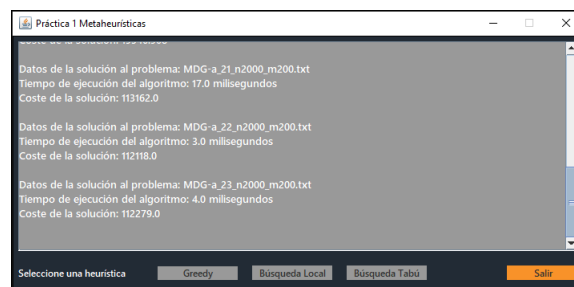 Práctica 1 Metaheurísticas
Datos de la solución al problema: MDG-a_21_n2000_m200.txt
Tiempo de ejecución del algoritmo: 17.0 milisegundos
Coste de la solución: 113162.0
Datos de la solución al problema: MDG-a_22_n2000_m200.txt
Tiempo de ejecución del algoritmo: 3.0 milisegundos
Coste de la solución: 112118.0
Datos de la solución al problema: MDG-a_23_n2000_m200.txt
Tiempo de ejecución del algoritmo: 4.0 milisegundos
Coste de la solución: 112279.0
Seleccione una heurística Greedy Búsqueda Local Búsqueda Tabú Salir